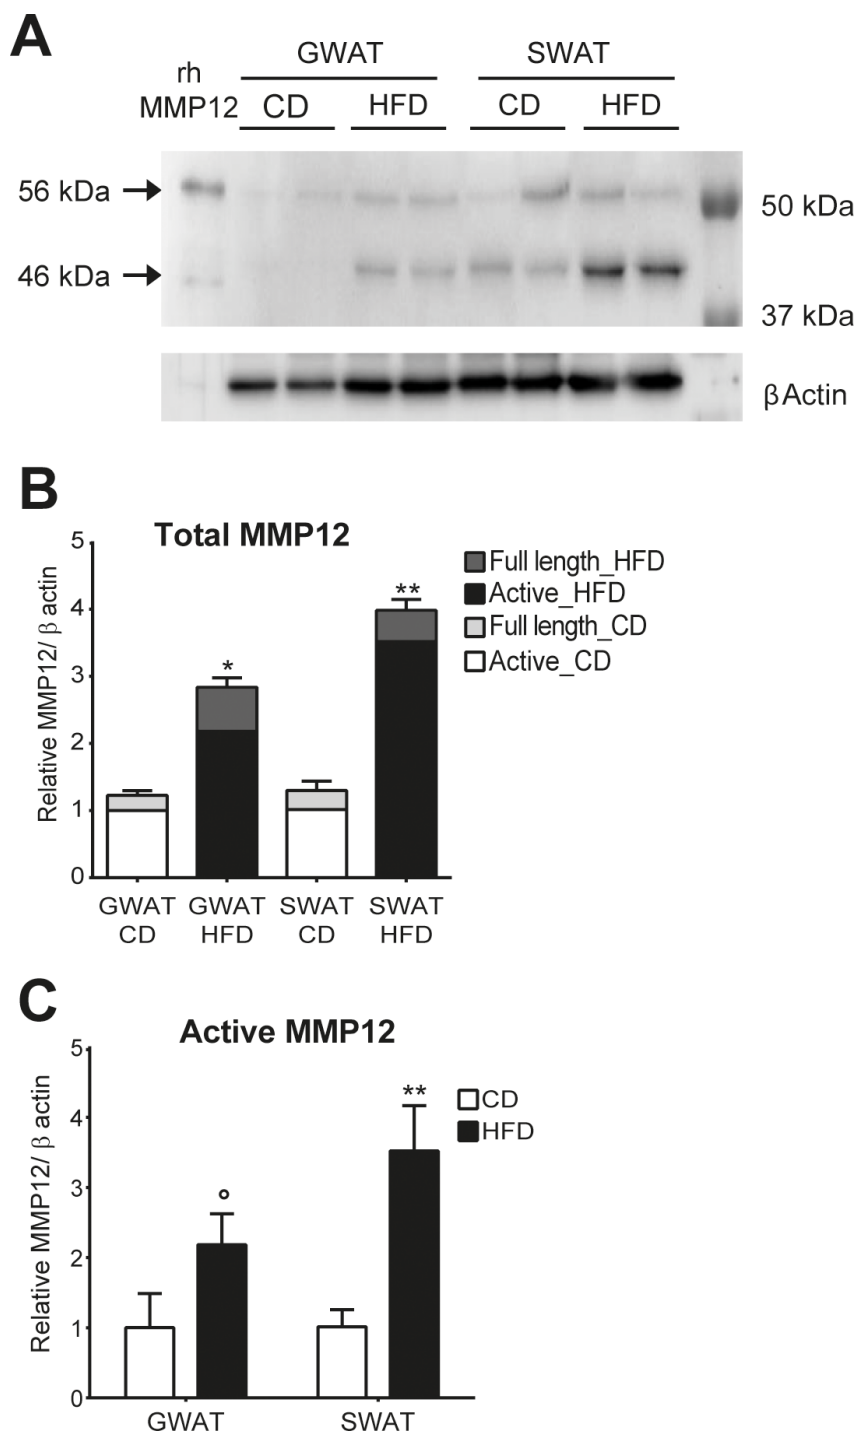 A
GWAT SWAT
rh
MMP12 CD HFD CD HFD
56 kDa
50 kDa
46 kDa
37 kDa
βActin
B
Total MMP12
Relative MMP12/ β actin
5
4
3
2
1
0
*
**
Full length_HFD
Active_HFD
Full length_CD
Active_CD
GWAT GWAT SWAT SWAT
CD HFD CD HFD
C
Active MMP12
Relative MMP12/ β actin
5
4
3
2
1
0
°
**
CD
HFD
GWAT SWAT